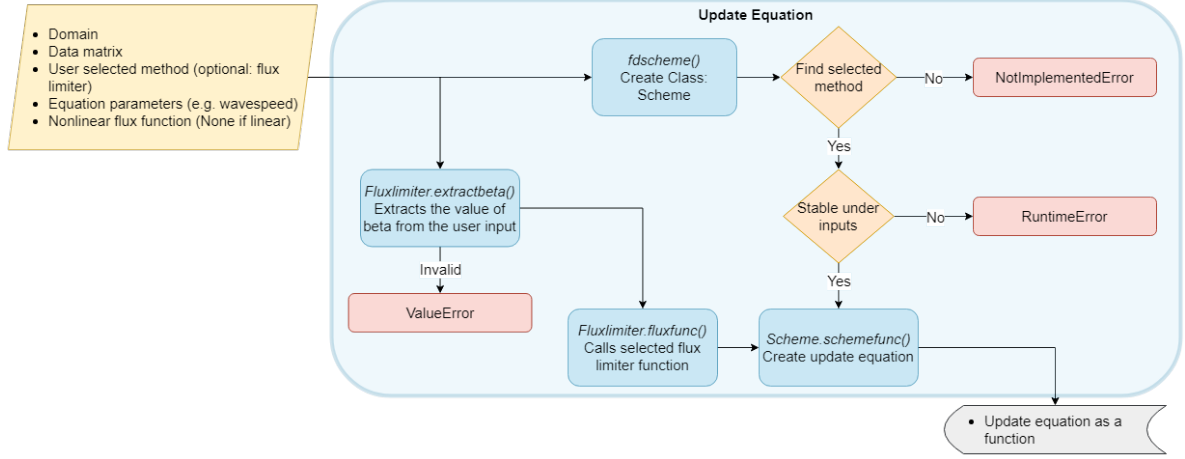 Update Equation
• Domain
• Data matrix
• User selected method (optional: flux
limiter)
• Equation parameters (e.g. wavespeed)
• Nonlinear flux function (None if linear)
fdscheme()
Create Class:
Scheme
Find selected
method
No
NotImplementedError
Yes
Fluxlimiter.extractbeta()
Extracts the value of
beta from the user input
Stable under
inputs
No
RuntimeError
Invalid
Yes
ValueError
Fluxlimiter.fluxfunc()
Calls selected flux
limiter function
Scheme.schemefunc()
Create update equation
• Update equation as a
function